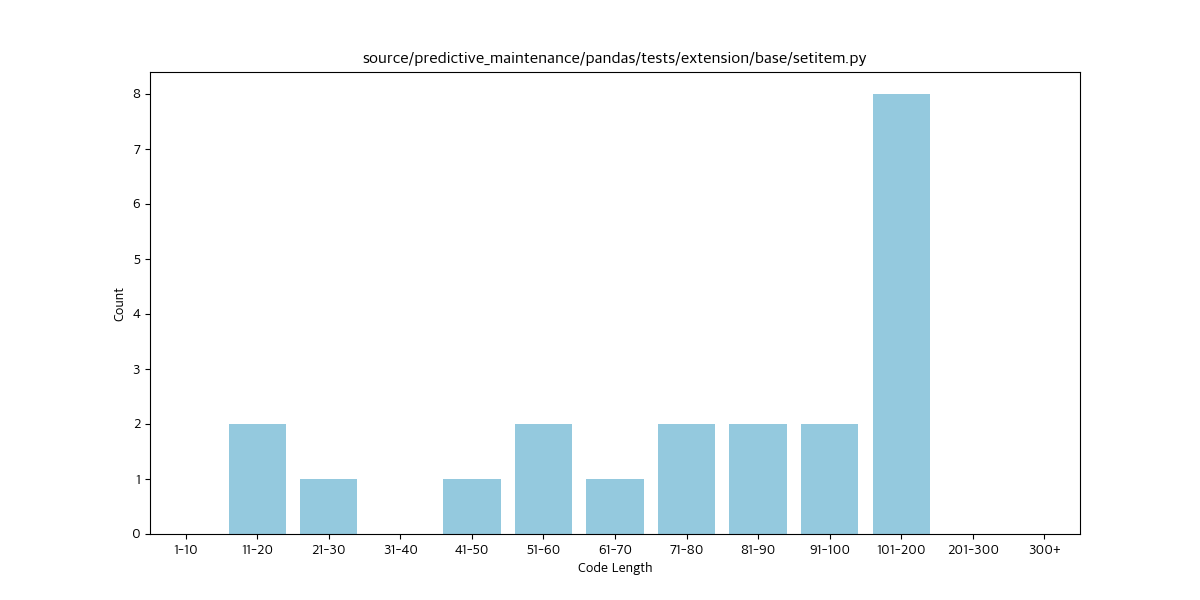 source/predictive_maintenance/pandas/tests/extension/base/setitem.py
8
7
6
5
4
3
2
1
0
Count
1-10 11-20 21-30 31-40 41-50 51-60 61-70 71-80 81-90 91-100 101-200 201-300 300+
Code Length